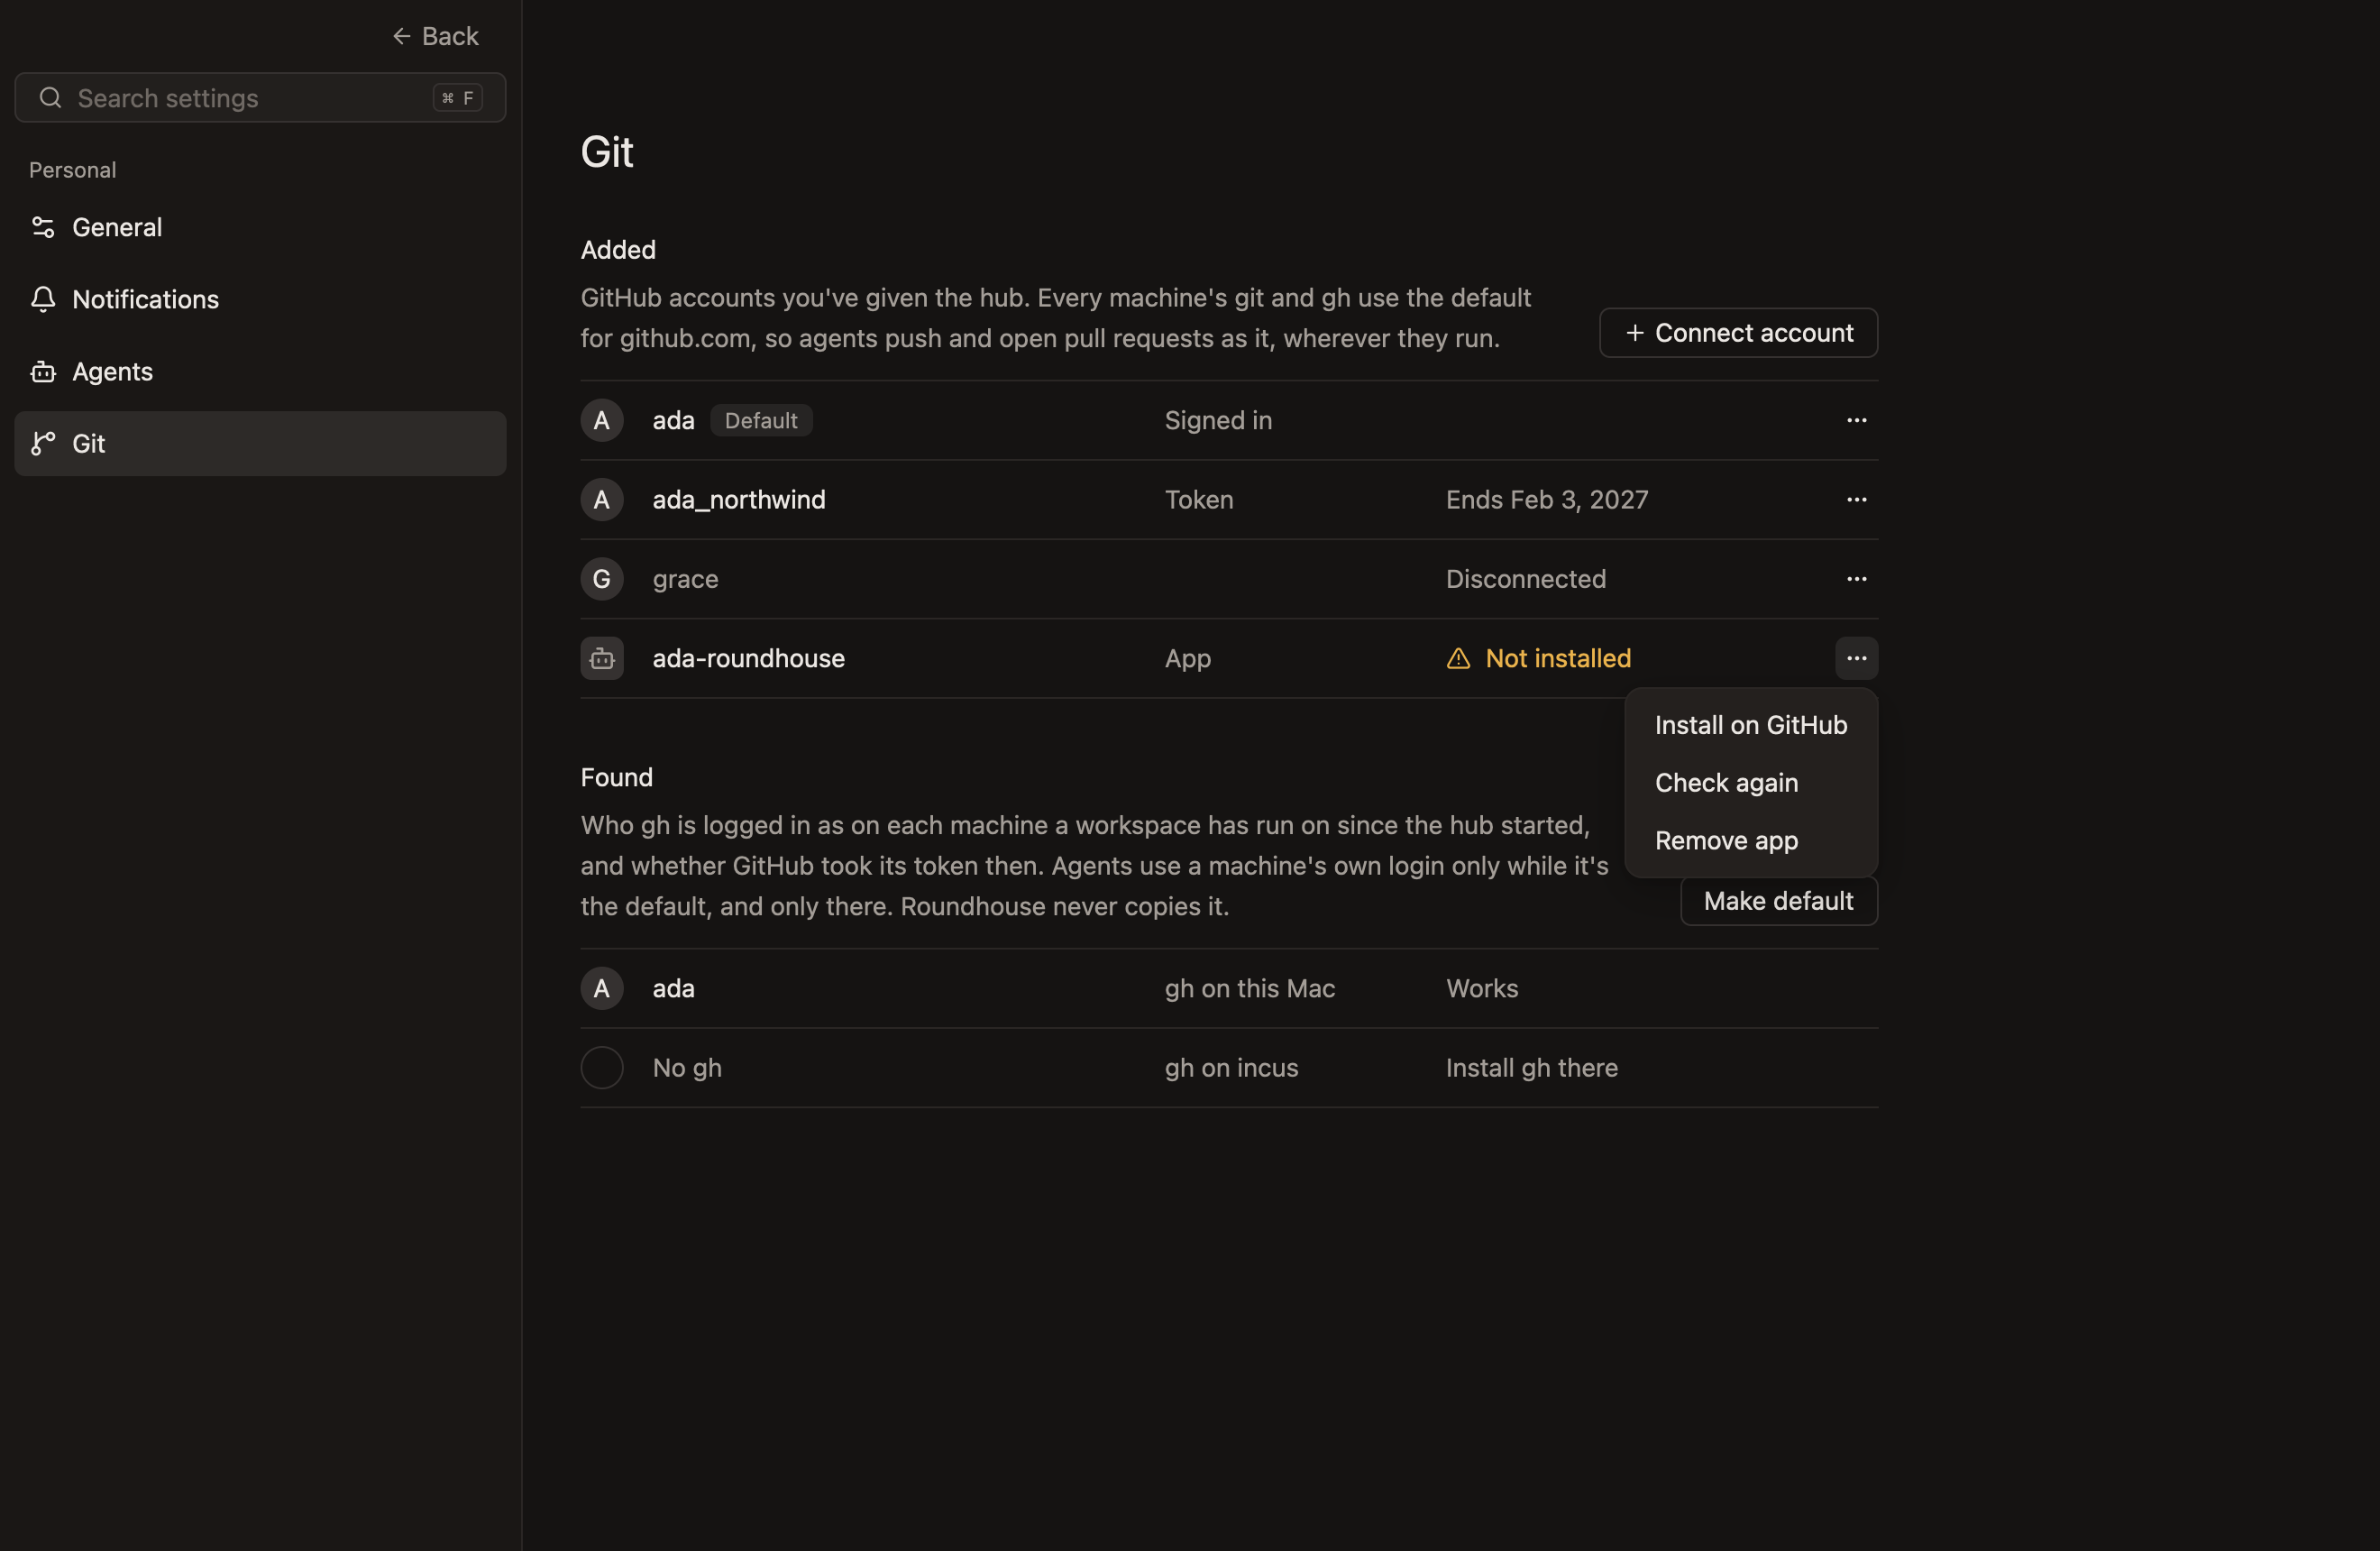 Back
Search settings
⌘ F
Personal
General
Notifications
Agents
Git
Git
Added
GitHub accounts you've given the hub. Every machine's git and gh use the default
for github.com, so agents push and open pull requests as it, wherever they run.
Connect account
A ada Default Signed in
A ada_northwind Token Ends Feb 3, 2027
G grace Disconnected
ada-roundhouse App Not installed
Install on GitHub
Check again
Remove app
Found
Who gh is logged in as on each machine a workspace has run on since the hub started,
and whether GitHub took its token then. Agents use a machine's own login only while it's
the default, and only there. Roundhouse never copies it.
Make default
A ada gh on this Mac Works
No gh gh on incus Install gh there